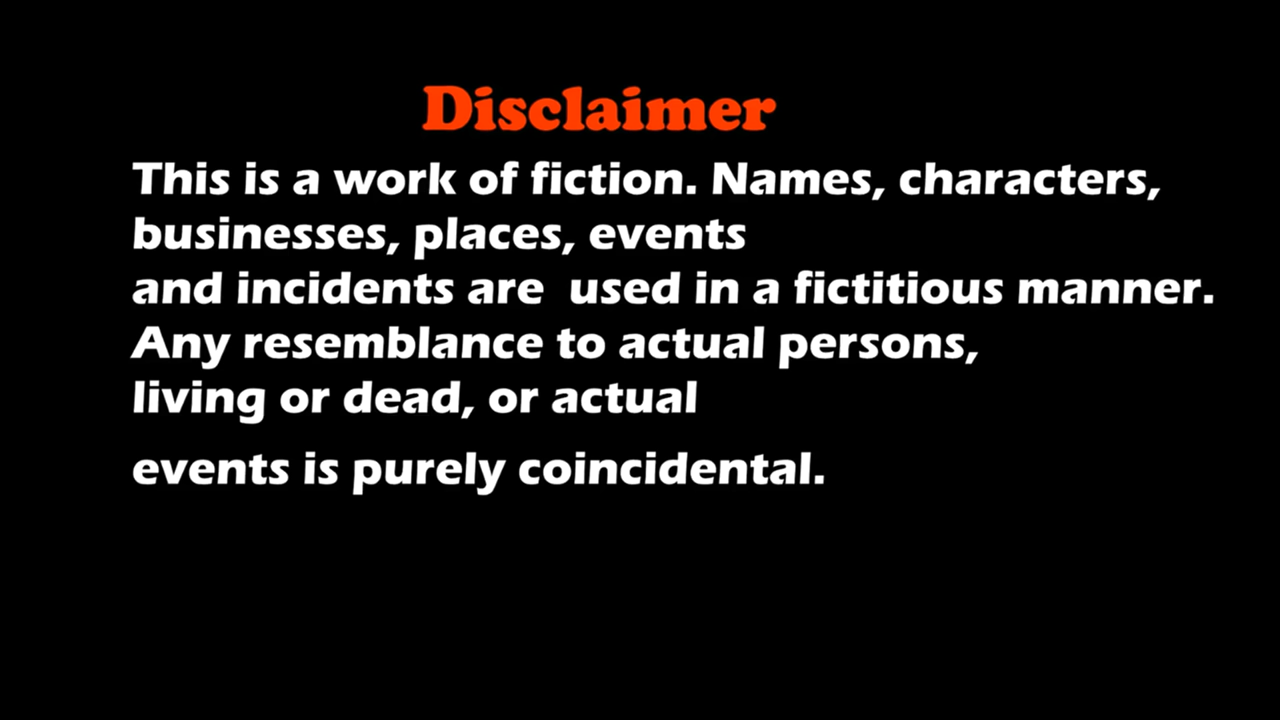 Disclaimer
This is a work of fiction. Names, characters,
businesses, places, events
and incidents are  used in a fictitious manner.
Any resemblance to actual persons,
living or dead, or actual
events is purely coincidental.